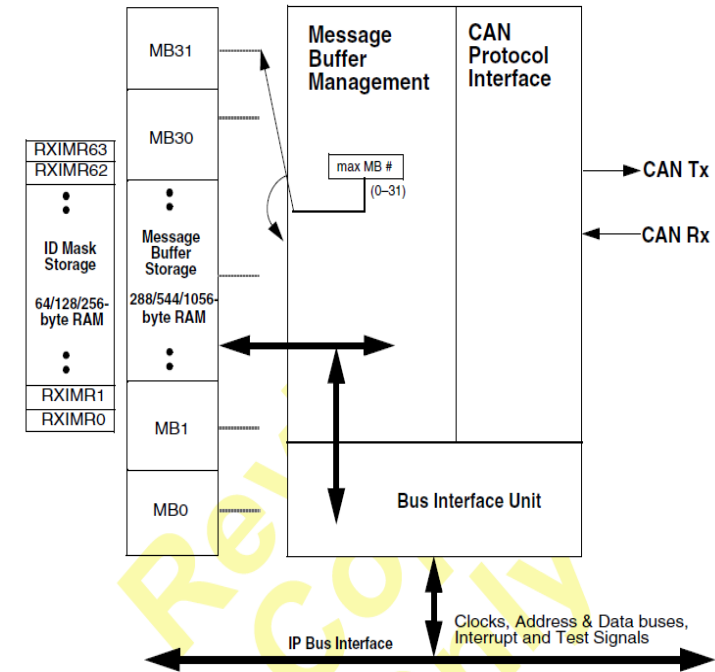 MB31
MB30
Message
Buffer
Storage
288/544/1056-
byte RAM
MB1
MB0
RXIMR63
RXIMR62
ID Mask
Storage
64/128/256-
byte RAM
RXIMR1
RXIMR0
Message
Buffer
Management
max MB #
(0–31)
CAN
Protocol
Interface
CAN Tx
CAN Rx
Bus Interface Unit
Clocks, Address & Data buses,
Interrupt and Test Signals
IP Bus Interface